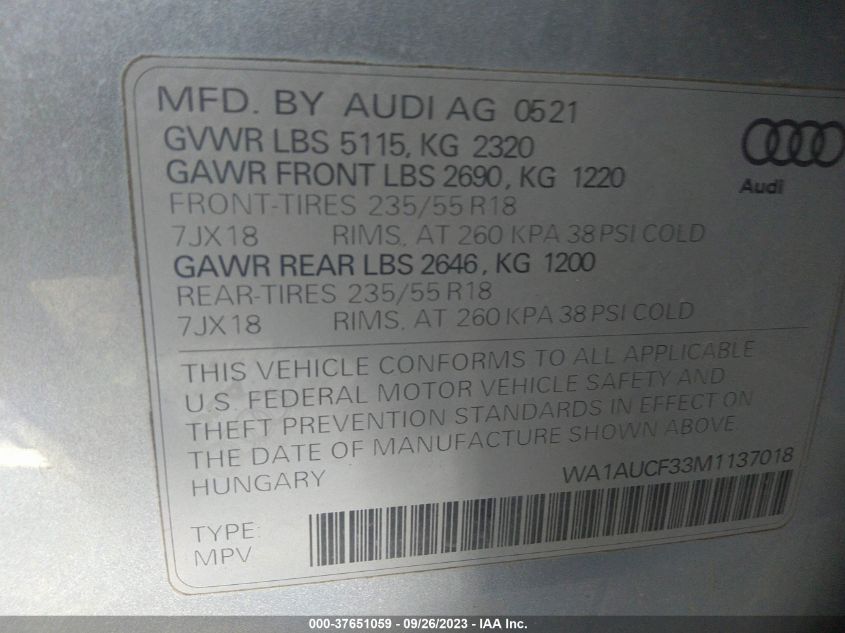 MFD. BY AUDI AG 0521
GVWR LBS 5115, KG 2320
GAWR FRONT LBS 2690, KG 1220
FRONT-TIRES 235/55 R18
7JX18 RIMS, AT 260 KPA 38 PSI COLD
GAWR REAR LBS 2646, KG 1200
REAR-TIRES 235/55 R18
7JX18 RIMS, AT 260 KPA 38 PSI COLD
Audi
THIS VEHICLE CONFORMS TO ALL APPLICABLE
U.S. FEDERAL MOTOR VEHICLE SAFETY AND
THEFT PREVENTION STANDARDS IN EFFECT ON
THE DATE OF MANUFACTURE SHOWN ABOVE.
HUNGARY WA1AUCF33M1137018
TYPE:
MPV
000-37651059 - 09/26/2023 - IAA Inc.